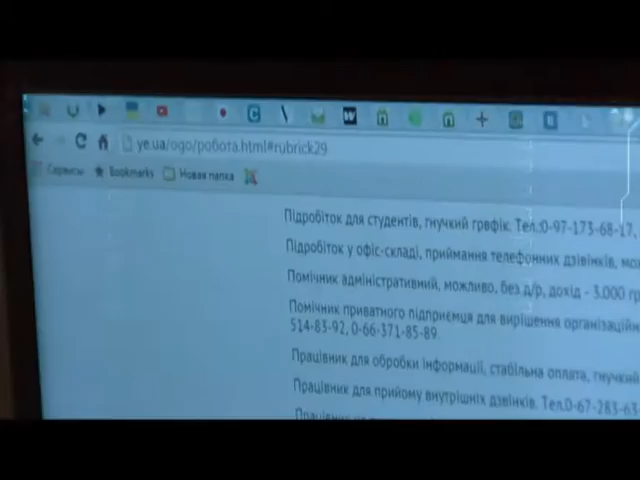 ye.ua/ogo/робота.html#rubrick29
Сервисы Bookmarks Новая папка
Підробіток для студентів, гнучкий грвфік. Тел.:0-97-173-68-17,
Підробіток у офіс-складі, приймання телефонних дзвінків,
Помічник адміністративний, можливо, без д/р, дохід - 3.000
Помічник приватного підприємця для вирішення
514-83-92, 0-66-371-85-89
Працівник для обробки інформації, стабільна оплата, гнучкий
Працівник для прийому внутрішніх дзвінків. Тел.0-67-283-63-
Працівник